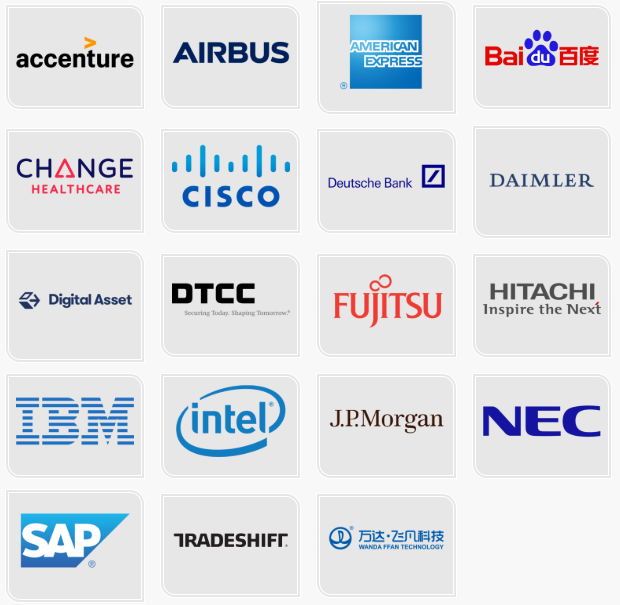 accenture
AIRBUS
AMERICAN
EXPRESS
®
Bai du 百度
CHANGE
HEALTHCARE
CISCO
Deutsche Bank
DAIMLER
Digital Asset
DTCC
Securing Today. Shaping Tomorrow.®
FUJITSU
HITACHI
Inspire the Next
IBM
intel®
J.P.Morgan
NEC
SAP®
TRADESHIFT
万达·飞凡科技
WANDA FFAN TECHNOLOGY